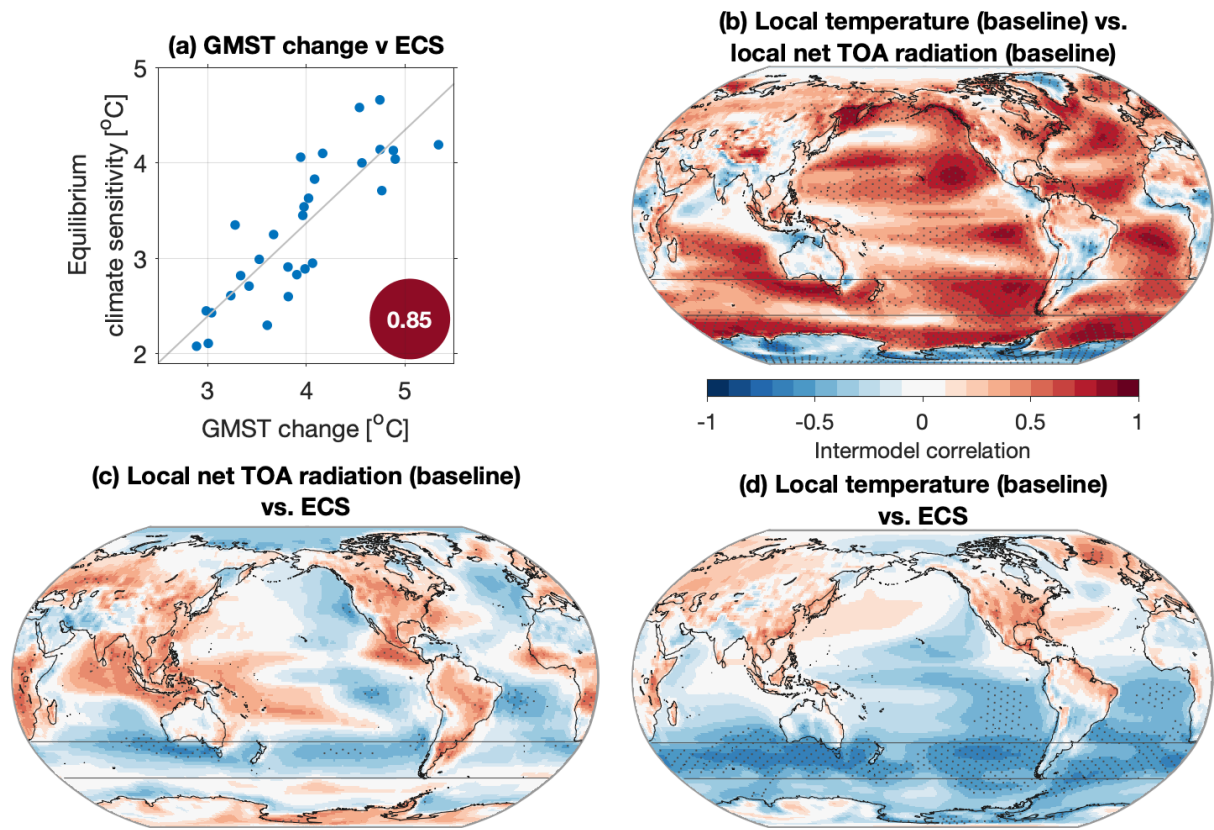 (a) GMST change v ECS
5
4
3
2
Equilibrium
climate sensitivity [°C]
0.85
3 4 5
GMST change [°C]
(b) Local temperature (baseline) vs.
local net TOA radiation (baseline)
-1 -0.5 0 0.5 1
Intermodel correlation
(c) Local net TOA radiation (baseline)
vs. ECS
(d) Local temperature (baseline)
vs. ECS